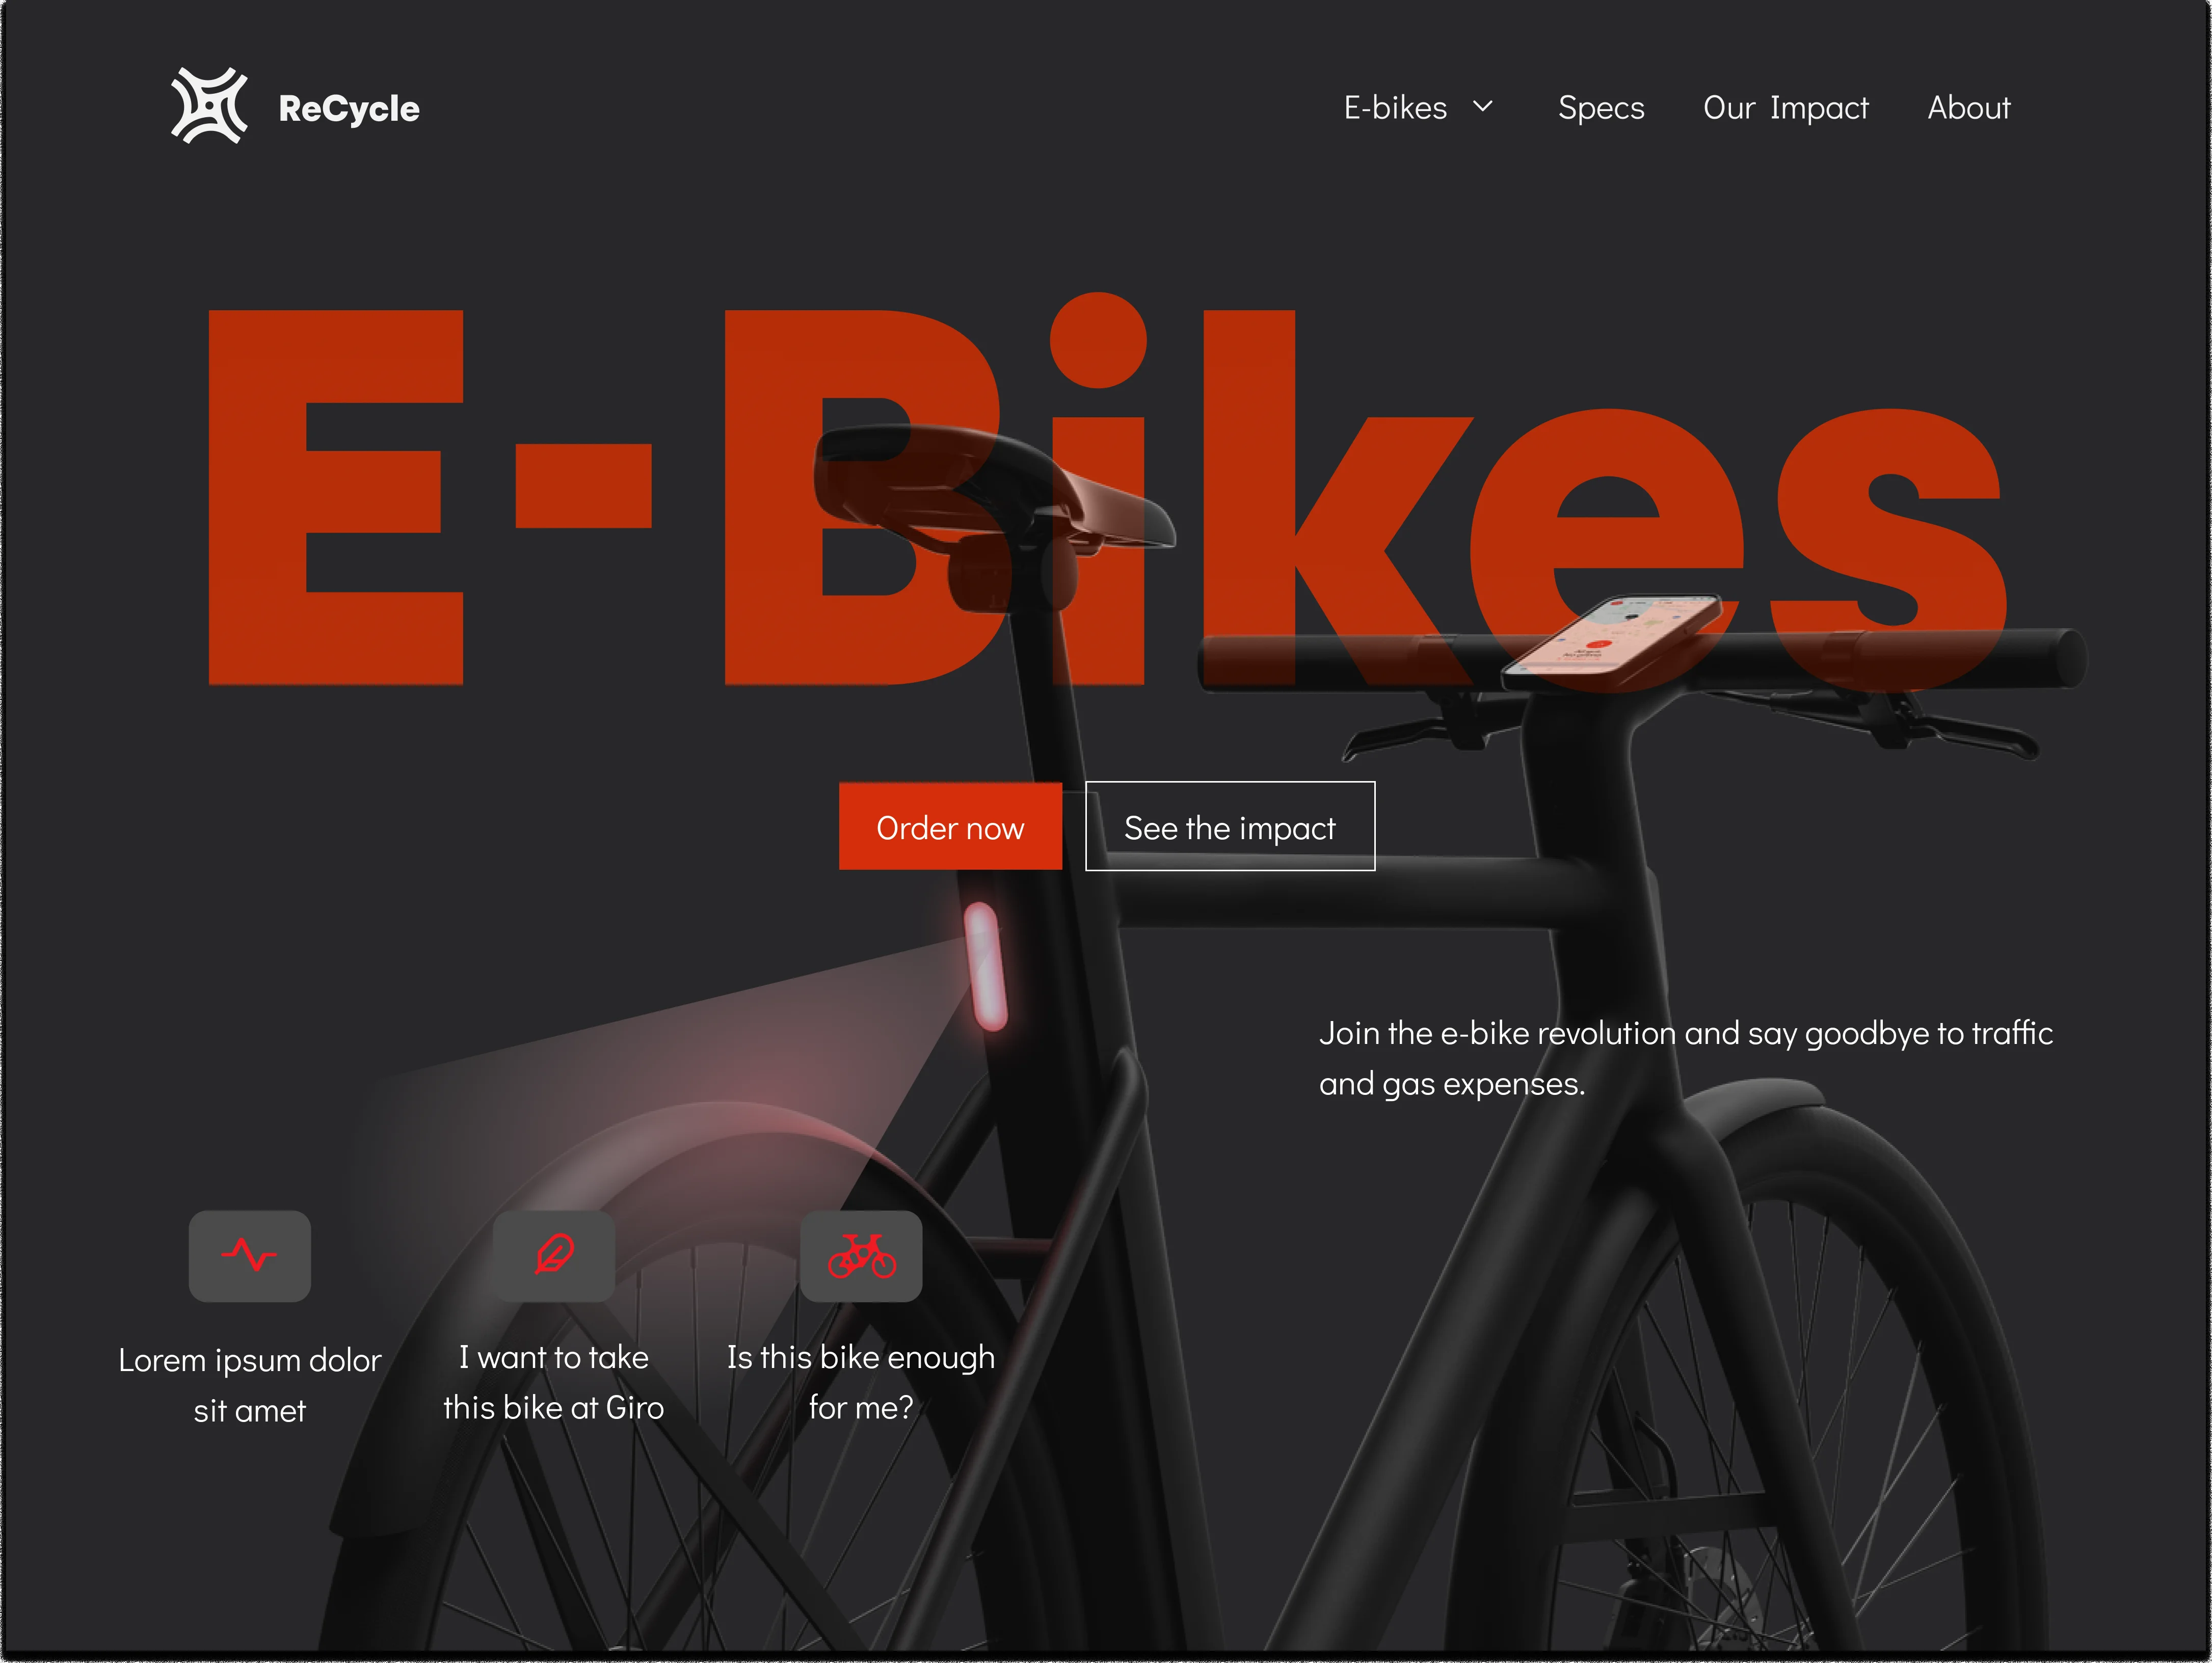 ReCycle
E-bikes
Specs
Our Impact
About
E-Bikes
Order now
See the impact
Join the e-bike revolution and say goodbye to traffic
and gas expenses.
Lorem ipsum dolor
sit amet
I want to take
this bike at Giro
Is this bike enough
for me?